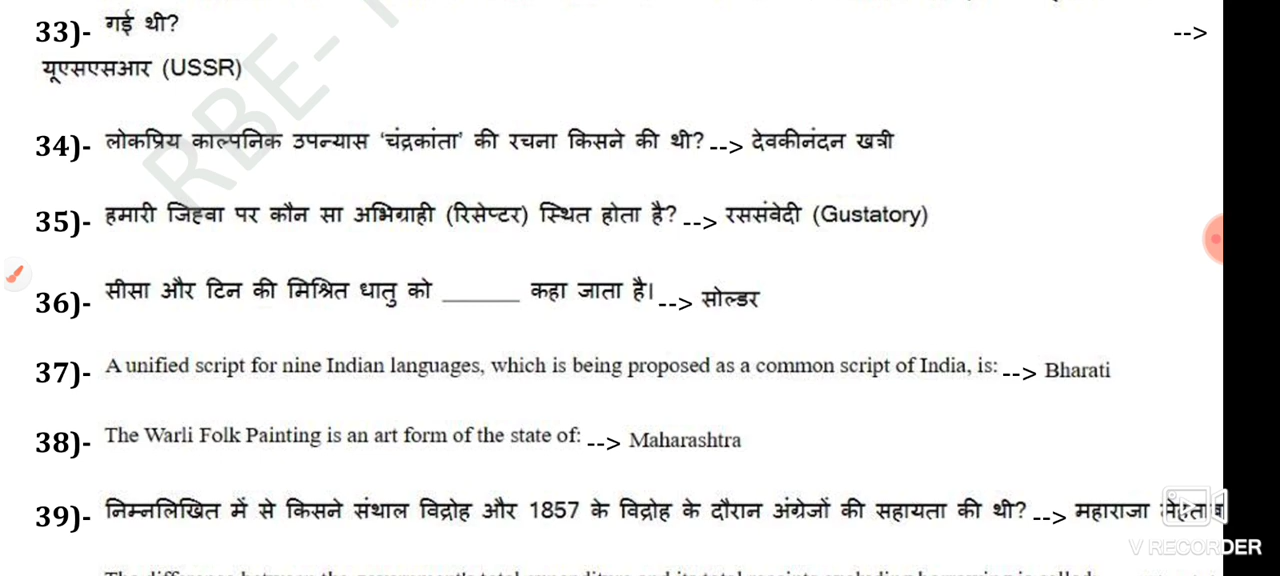 33)- गई थी? -->
यूएसएसआर (USSR)
RBE-
34)- लोकप्रिय काल्पनिक उपन्यास 'चंद्रकांता' की रचना किसने की थी? --> देवकीनंदन खत्री
35)- हमारी जिह्वा पर कौन सा अभिग्राही (रिसेप्टर) स्थित होता है? --> रससंवेदी (Gustatory)
36)- सीसा और टिन की मिश्रित धातु को _______ कहा जाता है। --> सोल्डर
37)- A unified script for nine Indian languages, which is being proposed as a common script of India, is: --> Bharati
38)- The Warli Folk Painting is an art form of the state of: --> Maharashtra
39)- निम्नलिखित में से किसने संथाल विद्रोह और 1857 के विद्रोह के दौरान अंग्रेजों की सहायता की थी? --> महाराजा
V RECORDER